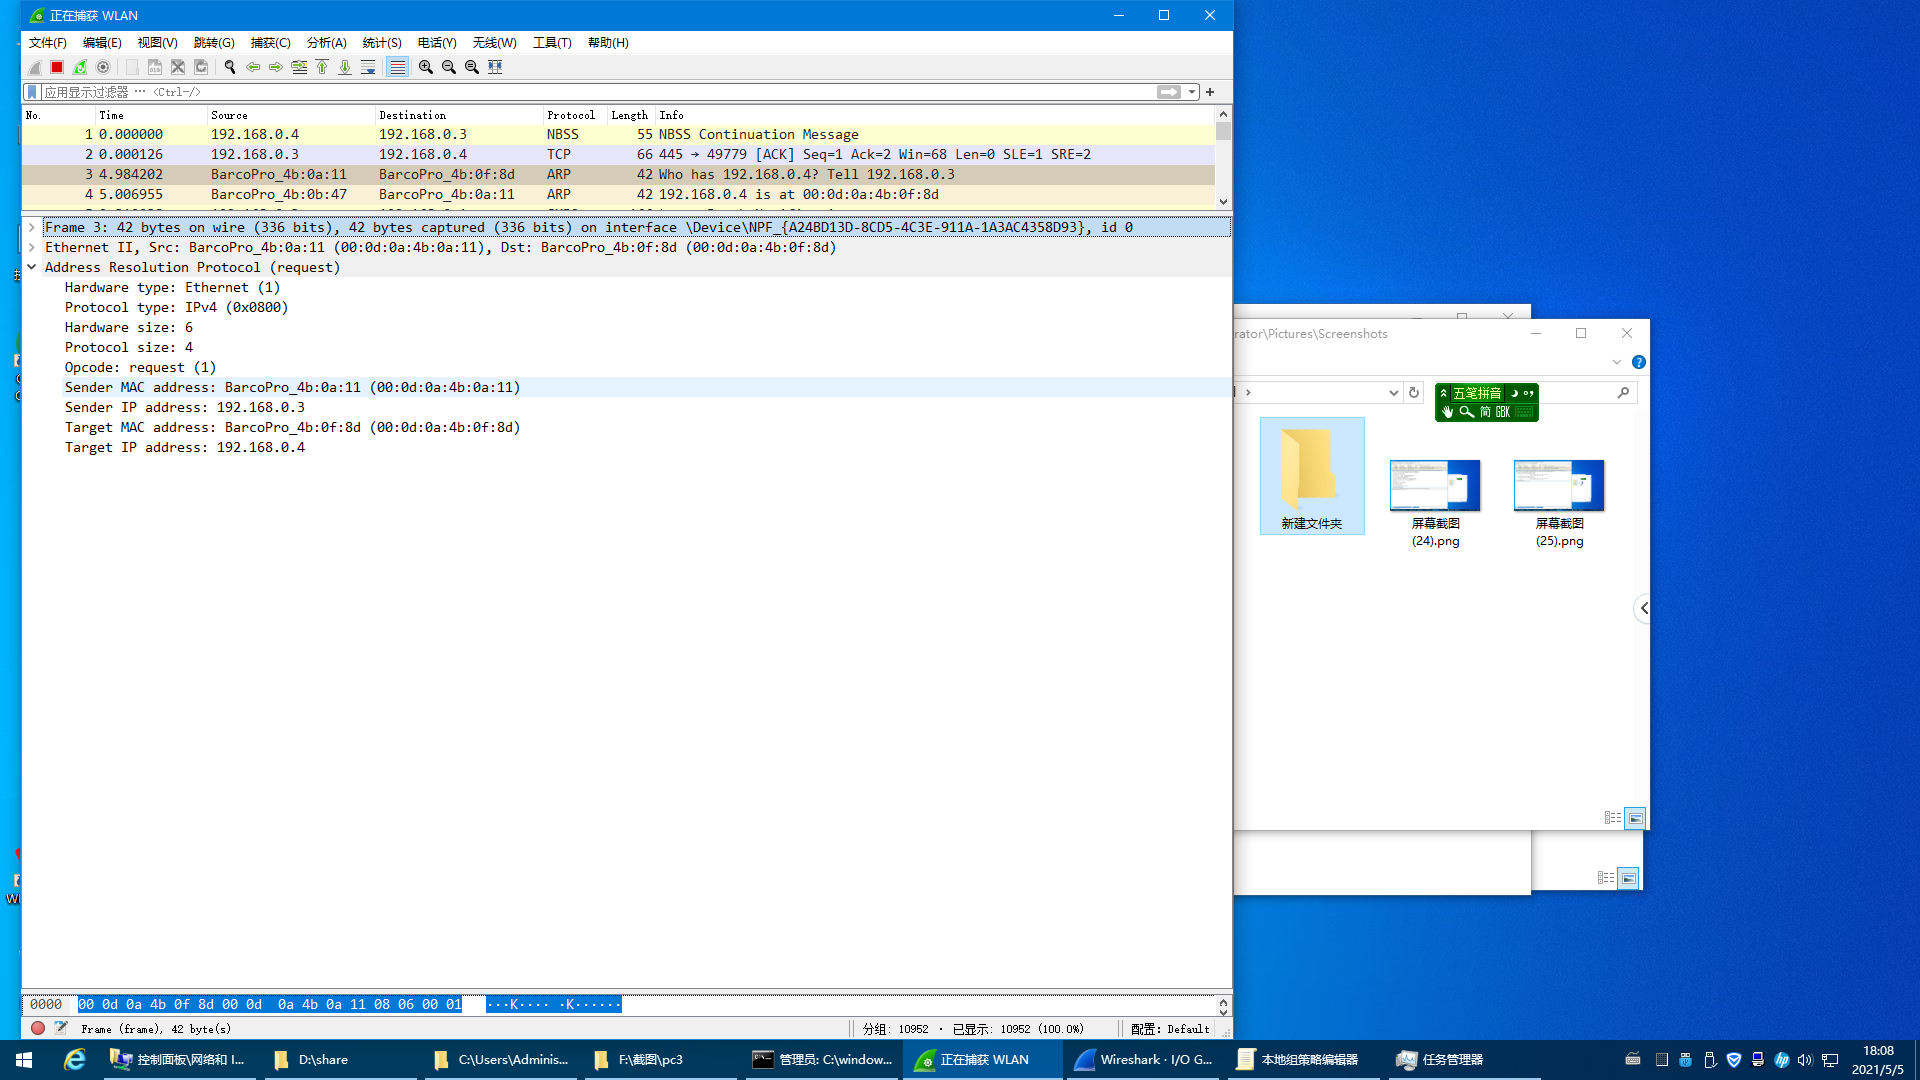 正在捕获 WLAN
文件(F) 编辑(E) 视图(V) 跳转(G) 捕获(C) 分析(A) 统计(S) 电话(Y) 无线(W) 工具(T) 帮助(H)
应用显示过滤器 … <Ctrl-/>
No. Time Source Destination Protocol Length Info
1 0.000000 192.168.0.4 192.168.0.3 NBSS 55 NBSS Continuation Message
2 0.000126 192.168.0.3 192.168.0.4 TCP 66 445 → 49779 [ACK] Seq=1 Ack=2 Win=68 Len=0 SLE=1 SRE=2
3 4.984202 BarcoPro_4b:0a:11 BarcoPro_4b:0f:8d ARP 42 Who has 192.168.0.4? Tell 192.168.0.3
4 5.006955 BarcoPro_4b:0b:47 BarcoPro_4b:0a:11 ARP 42 192.168.0.4 is at 00:0d:0a:4b:0f:8d
Frame 3: 42 bytes on wire (336 bits), 42 bytes captured (336 bits) on interface \Device\NPF_{A24BD13D-8CD5-4C3E-911A-1A3AC4358D93}, id 0
Ethernet II, Src: BarcoPro_4b:0a:11 (00:0d:0a:4b:0a:11), Dst: BarcoPro_4b:0f:8d (00:0d:0a:4b:0f:8d)
Address Resolution Protocol (request)
Hardware type: Ethernet (1)
Protocol type: IPv4 (0x0800)
Hardware size: 6
Protocol size: 4
Opcode: request (1)
Sender MAC address: BarcoPro_4b:0a:11 (00:0d:0a:4b:0a:11)
Sender IP address: 192.168.0.3
Target MAC address: BarcoPro_4b:0f:8d (00:0d:0a:4b:0f:8d)
Target IP address: 192.168.0.4
0000 00 0d 0a 4b 0f 8d 00 0d 0a 4b 0a 11 08 06 00 01 ···K···· ·K······
Frame (frame), 42 byte(s)
分组: 10952 · 已显示: 10952 (100.0%)
配置: Default
rator\Pictures\Screenshots
五笔拼音
简 GBK
新建文件夹
屏幕截图
(24).png
屏幕截图
(25).png
控制面板\网络和 I...
D:\share
C:\Users\Adminis...
F:\截图\pc3
管理员: C:\window...
正在捕获 WLAN
Wireshark · I/O G...
本地组策略编辑器
任务管理器
18:08
2021/5/5